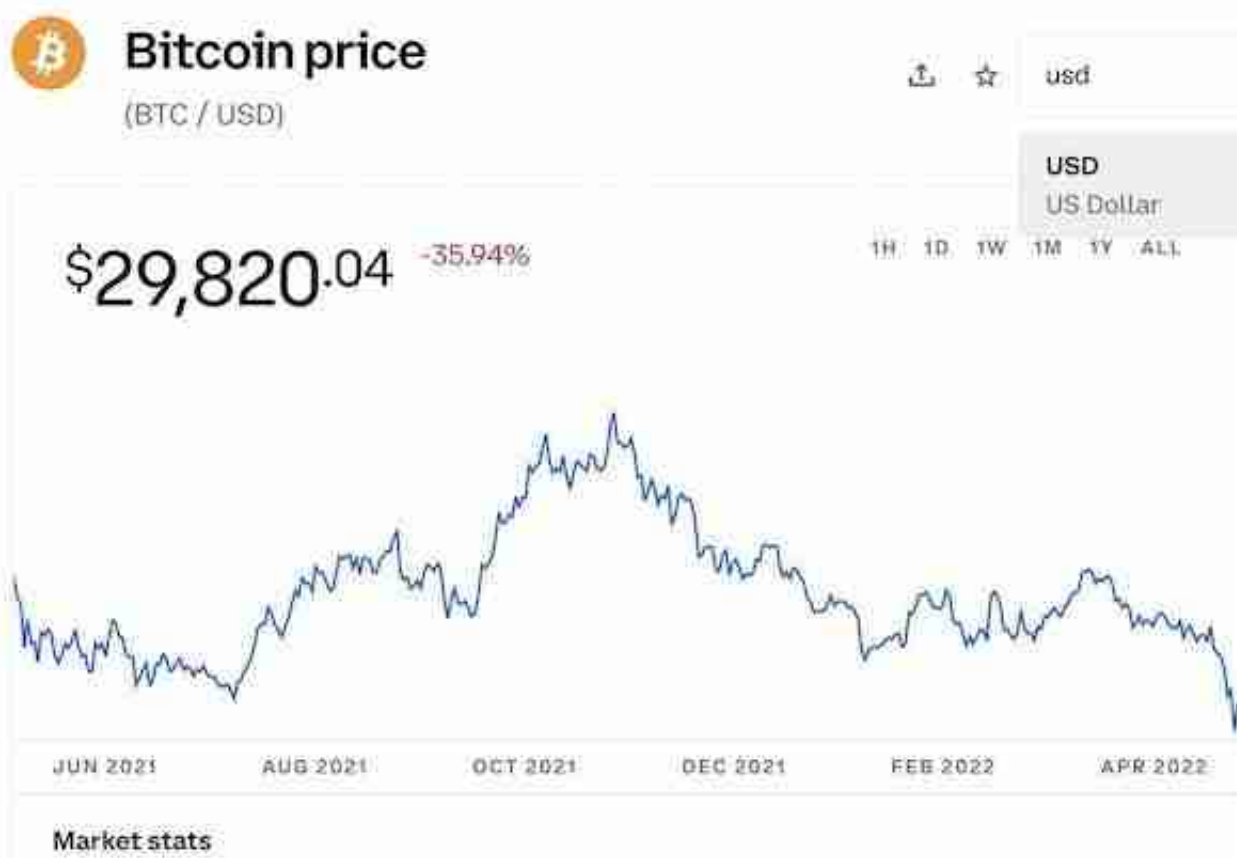 Bitcoin price
(BTC / USD)
usd
USD
US Dollar
$29,820.04 -35.94%
1H 1D 1W 1M 1Y ALL
JUN 2021 AUG 2021 OCT 2021 DEC 2021 FEB 2022 APR 2022
Market stats